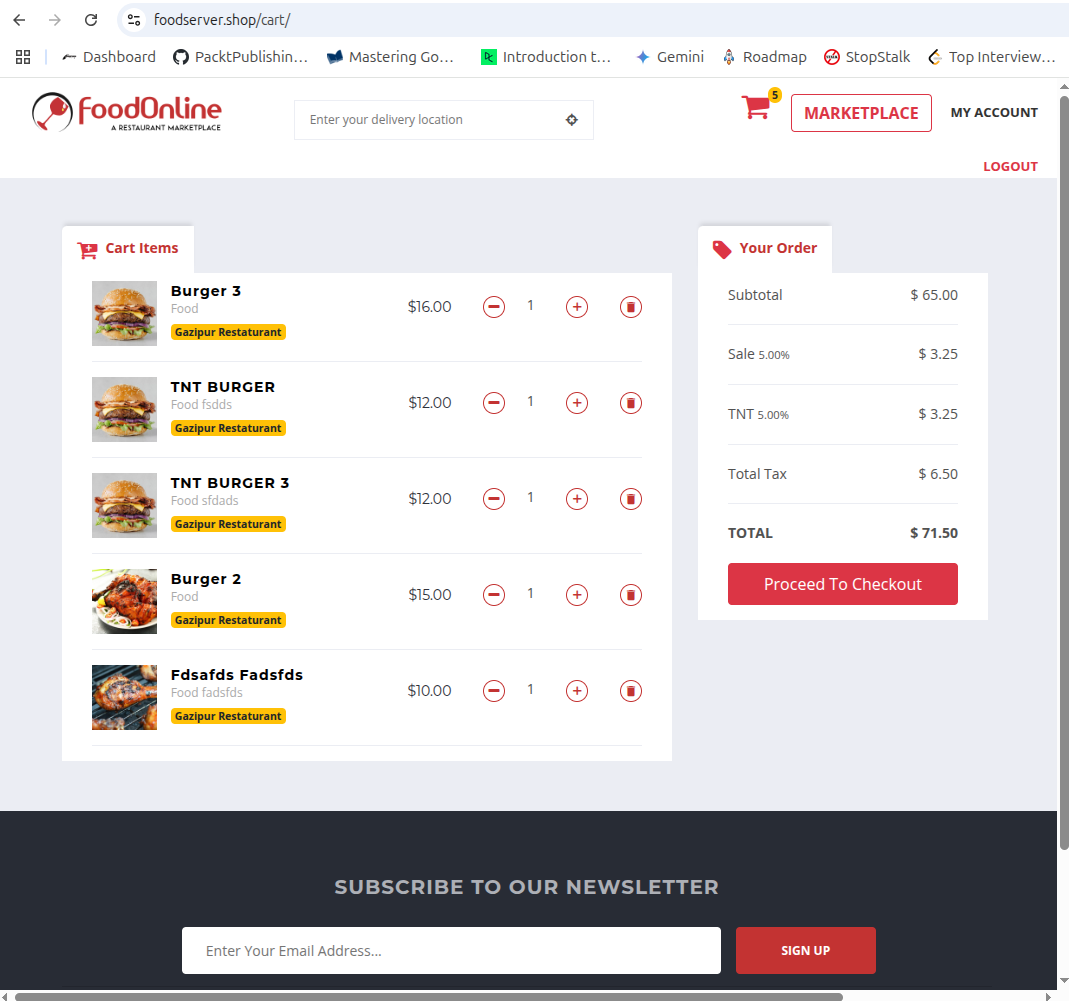 foodserver.shop/cart/
Dashboard PacktPublishin... Mastering Go... Introduction t... Gemini Roadmap StopStalk Top Interview...
FoodOnline
A RESTAURANT MARKETPLACE
Enter your delivery location
5
MARKETPLACE
MY ACCOUNT
LOGOUT
Cart Items
Burger 3
Food
Gazipur Restaturant
$16.00 1
TNT BURGER
Food fsdds
Gazipur Restaturant
$12.00 1
TNT BURGER 3
Food sfdads
Gazipur Restaturant
$12.00 1
Burger 2
Food
Gazipur Restaturant
$15.00 1
Fdsafds Fadsfds
Food fadsfds
Gazipur Restaturant
$10.00 1
Your Order
Subtotal $ 65.00
Sale 5.00% $ 3.25
TNT 5.00% $ 3.25
Total Tax $ 6.50
TOTAL $ 71.50
Proceed To Checkout
SUBSCRIBE TO OUR NEWSLETTER
Enter Your Email Address...
SIGN UP